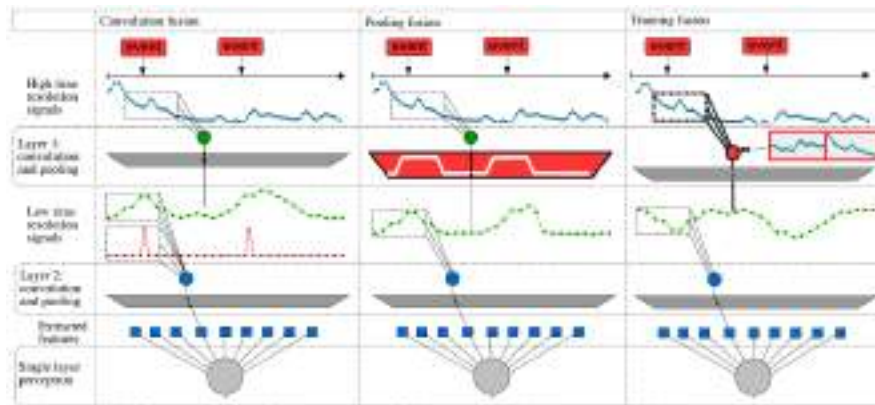 Convolution fusion
Pooling fusion
Training fusion
event
event
event
event
event
event
High time
resolution
signals
Layer 1:
convolution
and pooling
Low time
resolution
signals
Layer 2:
convolution
and pooling
Extracted
features
Single layer
perceptron